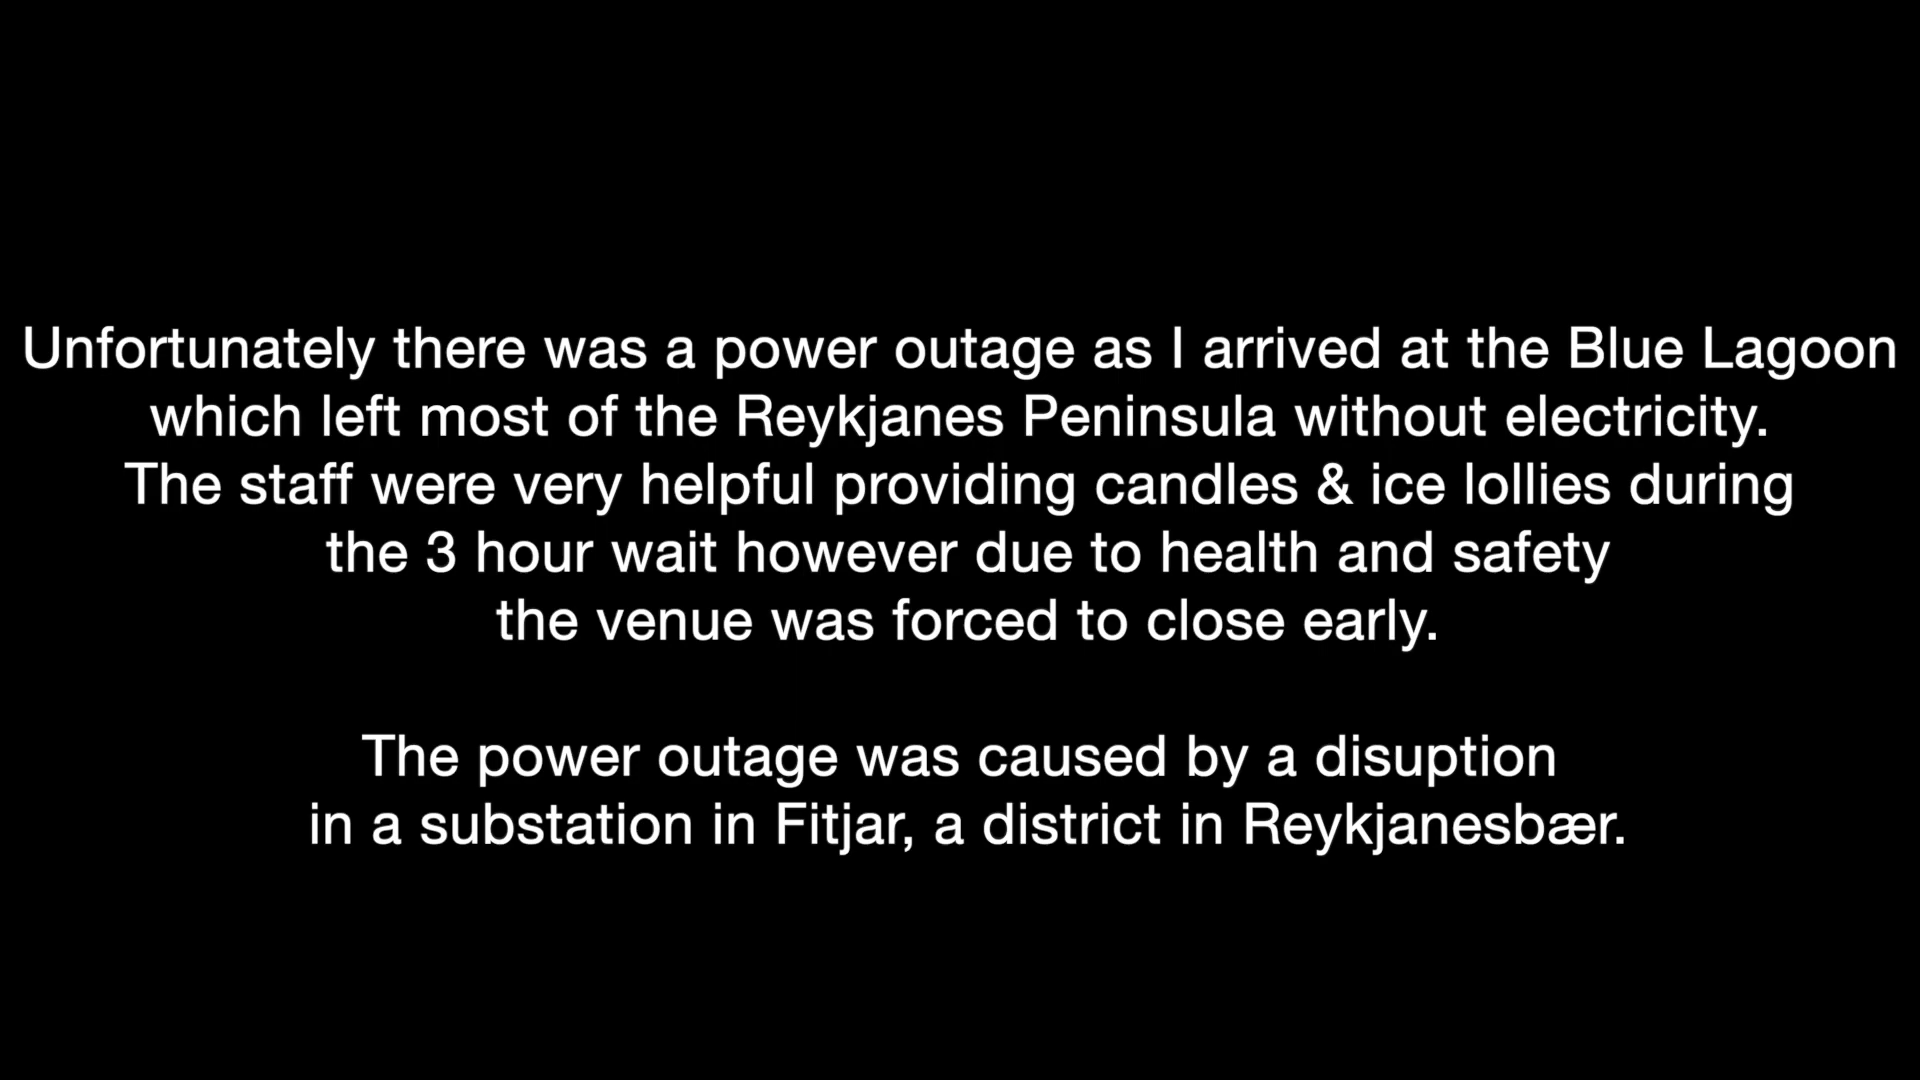 Unfortunately there was a power outage as I arrived at the Blue Lagoon
which left most of the Reykjanes Peninsula without electricity.
The staff were very helpful providing candles & ice lollies during
the 3 hour wait however due to health and safety
the venue was forced to close early.
The power outage was caused by a disuption
in a substation in Fitjar, a district in Reykjanesbær.